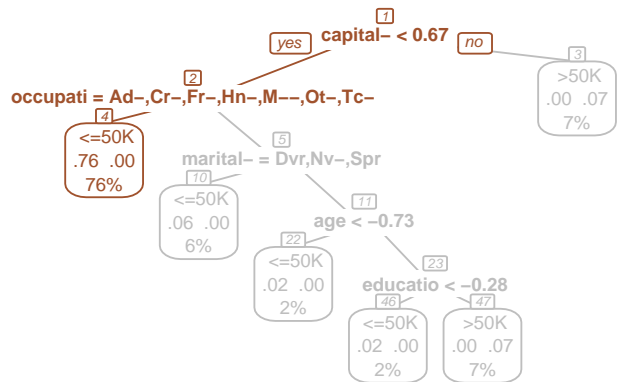 1
capital− < 0.67
yes
no
3
>50K
.00 .07
7%
2
occupati = Ad−,Cr−,Fr−,Hn−,M−−,Ot−,Tc−
4
<=50K
.76 .00
76%
5
marital− = Dvr,Nv−,Spr
10
<=50K
.06 .00
6%
11
age < −0.73
22
<=50K
.02 .00
2%
23
educatio < −0.28
46
<=50K
.02 .00
2%
47
>50K
.00 .07
7%